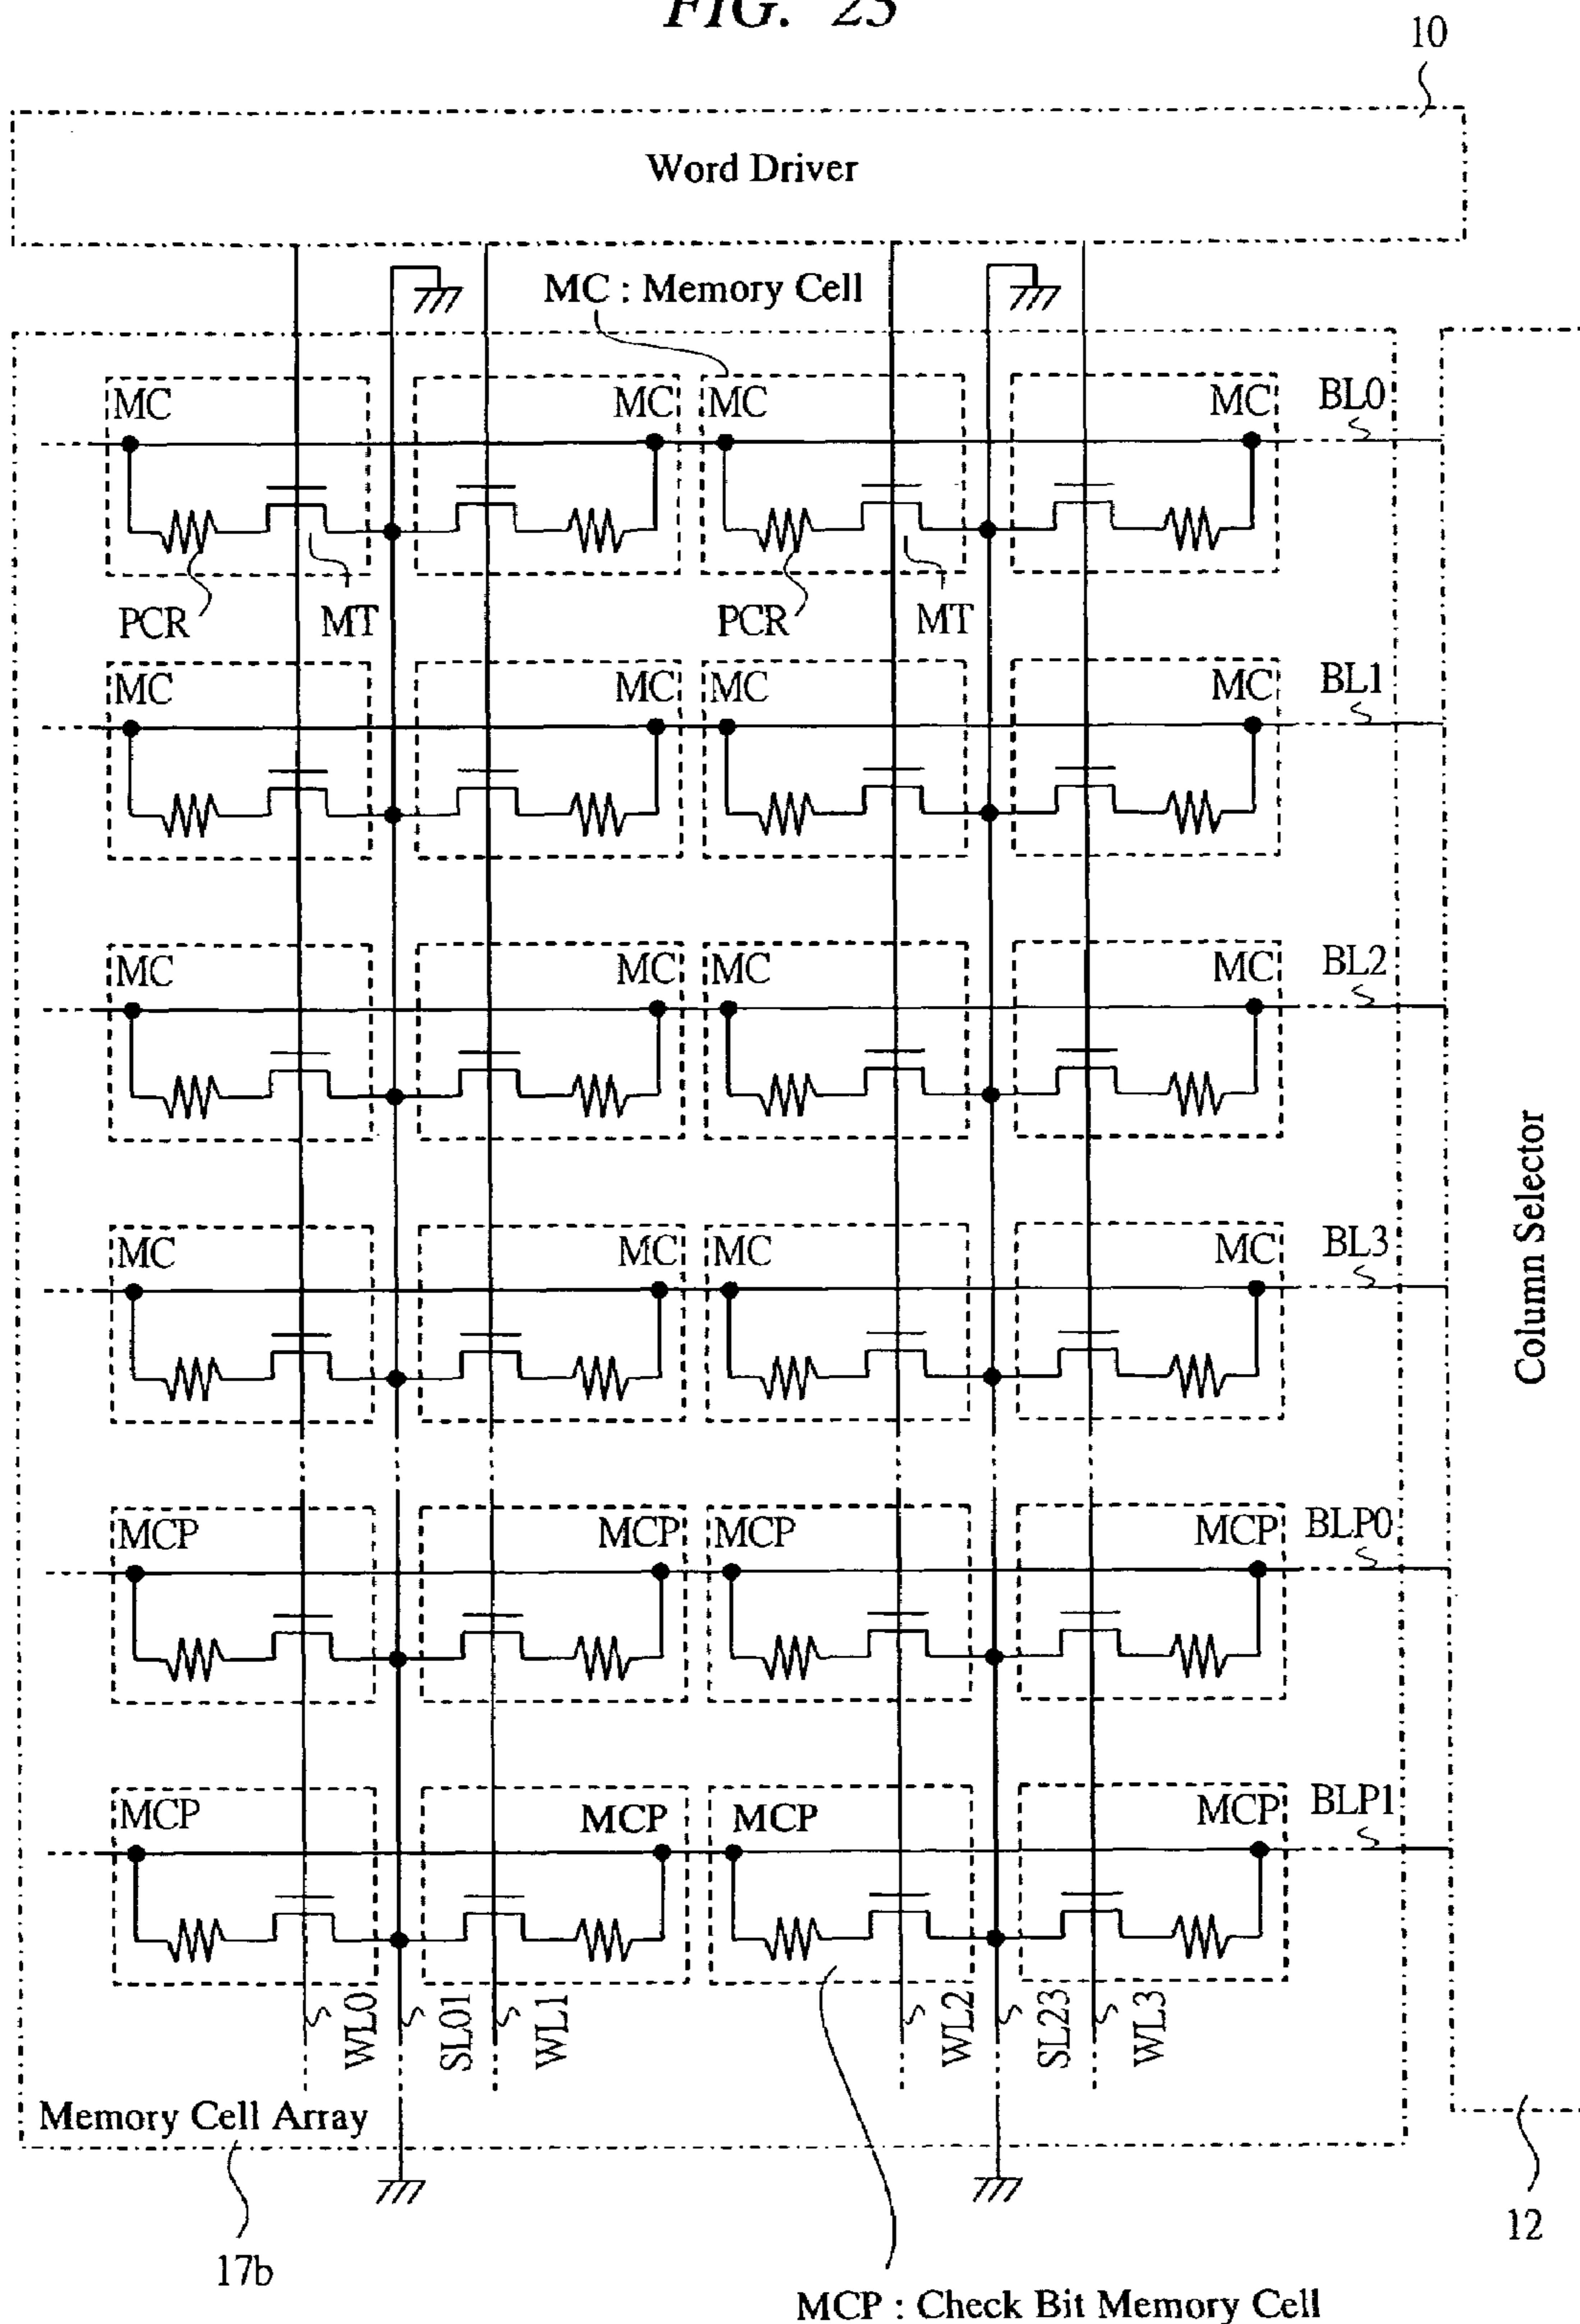 FIG. 23
10
Word Driver
MC : Memory Cell
MC MC MC MC BL0
PCR MT PCR MT
MC MC MC MC BL1
MC MC MC MC BL2
MC MC MC MC BL3
Column Selector
MCP MCP MCP MCP BLP0
MCP MCP MCP MCP BLP1
WL0 SL01 WL1 WL2 SL23 WL3
Memory Cell Array
17b
12
MCP : Check Bit Memory Cell